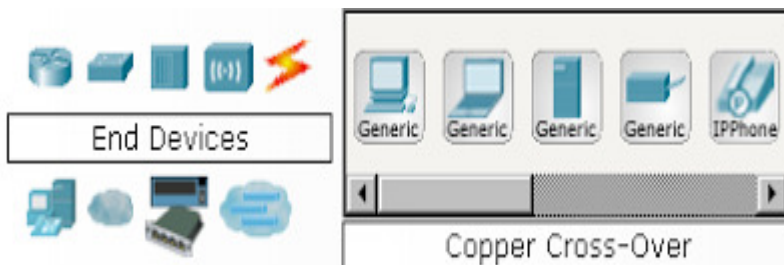 End Devices
Generic Generic Generic Generic IPPhone
Copper Cross-Over